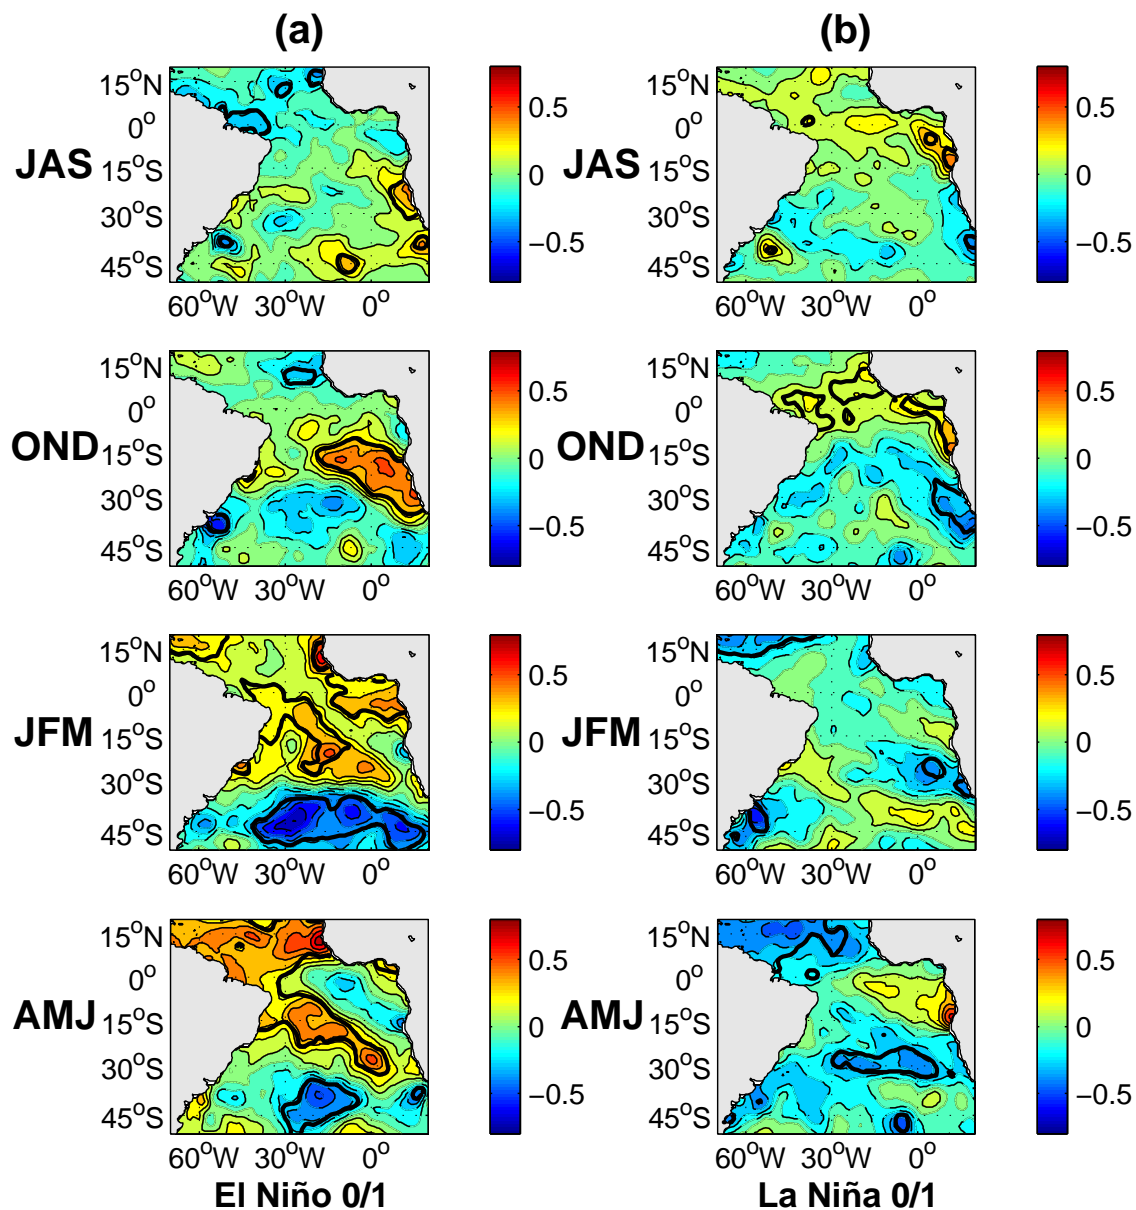 (a) (b)
15°N 0.5 15°N 0.5
0° 0°
JAS 15°S 0 JAS 15°S 0
30°S 30°S
−0.5 −0.5
45°S 45°S
60°W 30°W 0° 60°W 30°W 0°
15°N 0.5 15°N 0.5
0° 0°
OND 15°S 0 OND 15°S 0
30°S 30°S
−0.5 −0.5
45°S 45°S
60°W 30°W 0° 60°W 30°W 0°
15°N 0.5 15°N 0.5
0° 0°
JFM 15°S 0 JFM 15°S 0
30°S 30°S
−0.5 −0.5
45°S 45°S
60°W 30°W 0° 60°W 30°W 0°
15°N 0.5 15°N 0.5
0° 0°
AMJ 15°S 0 AMJ 15°S 0
30°S 30°S
−0.5 −0.5
45°S 45°S
60°W 30°W 0° 60°W 30°W 0°
El Niño 0/1 La Niña 0/1